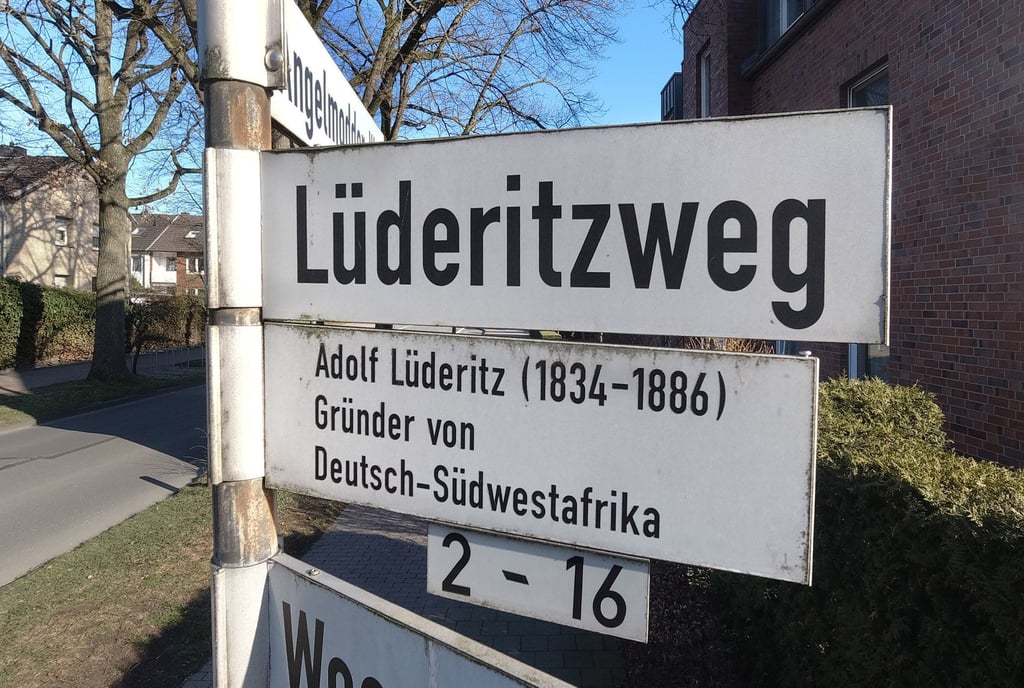 Lüderitzweg
Adolf Lüderitz (1834-1886)
Gründer von
Deutsch-Südwestafrika
2 - 16